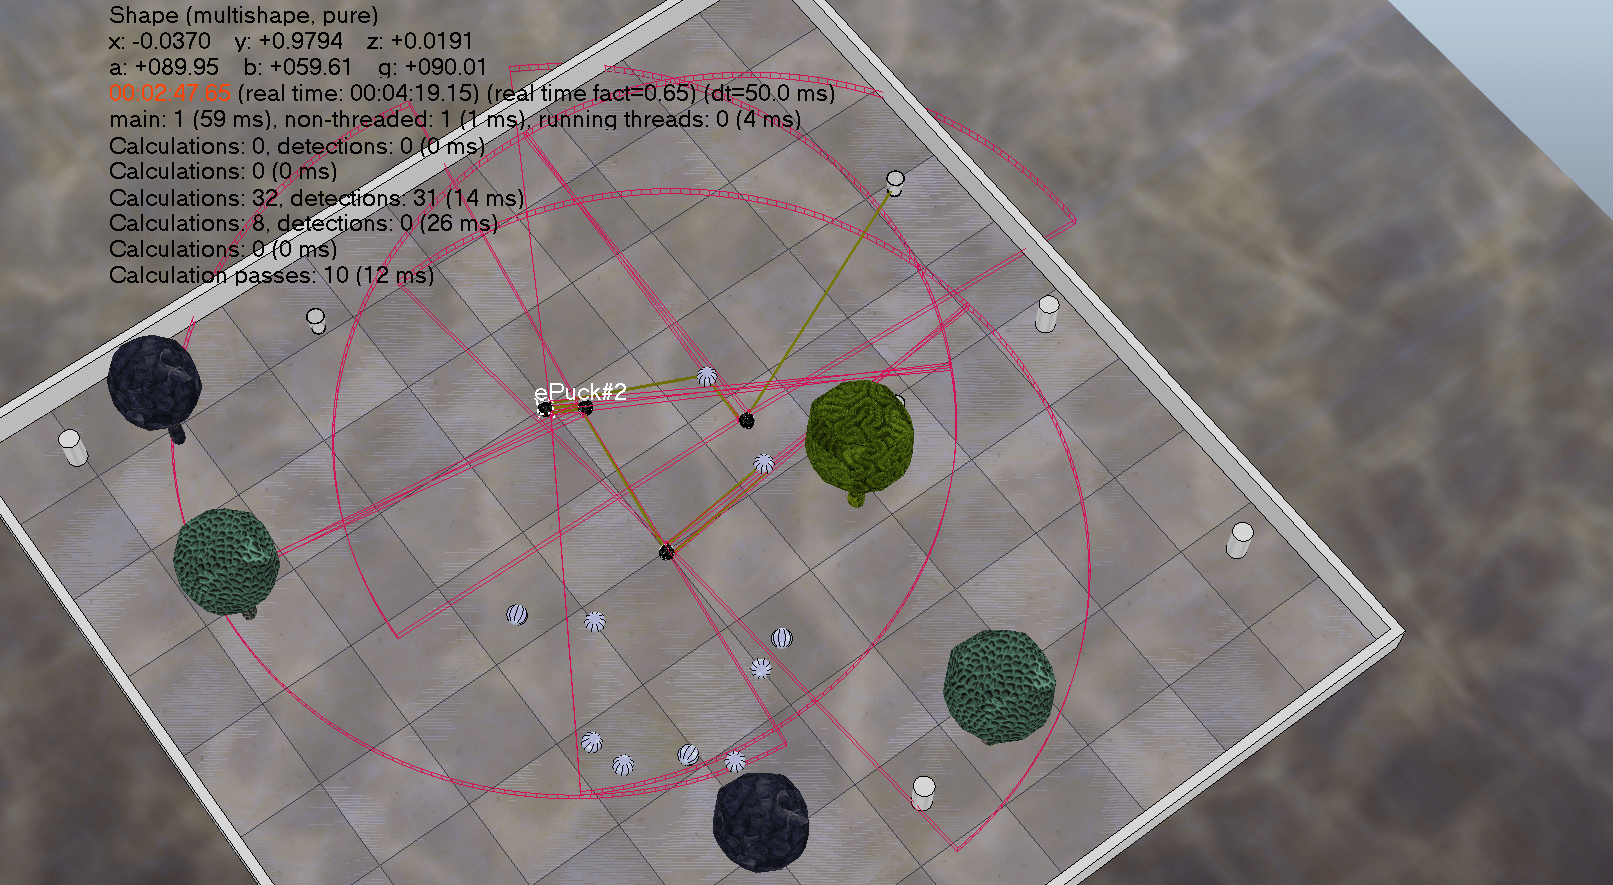 Shape (multishape, pure)
x: -0.0370 y: +0.9794 z: +0.0191
a: +089.95 b: +059.61 g: +090.01
00:02:47.65 (real time: 00:04:19.15) (real time fact=0.65) (dt=50.0 ms)
main: 1 (59 ms), non-threaded: 1 (1 ms), running threads: 0 (4 ms)
Calculations: 0, detections: 0 (0 ms)
Calculations: 0 (0 ms)
Calculations: 32, detections: 31 (14 ms)
Calculations: 8, detections: 0 (26 ms)
Calculations: 0 (0 ms)
Calculation passes: 10 (12 ms)
ePuck#2